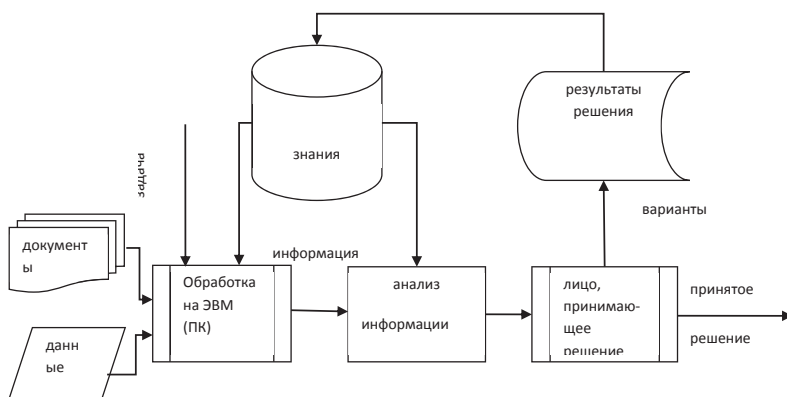 результаты
решения
знания
варианты
документ
ы
информация
Обработка
на ЭВМ
(ПК)
анализ
информации
лицо,
принимаю-
щее
решение
принятое
решение
данн
ые